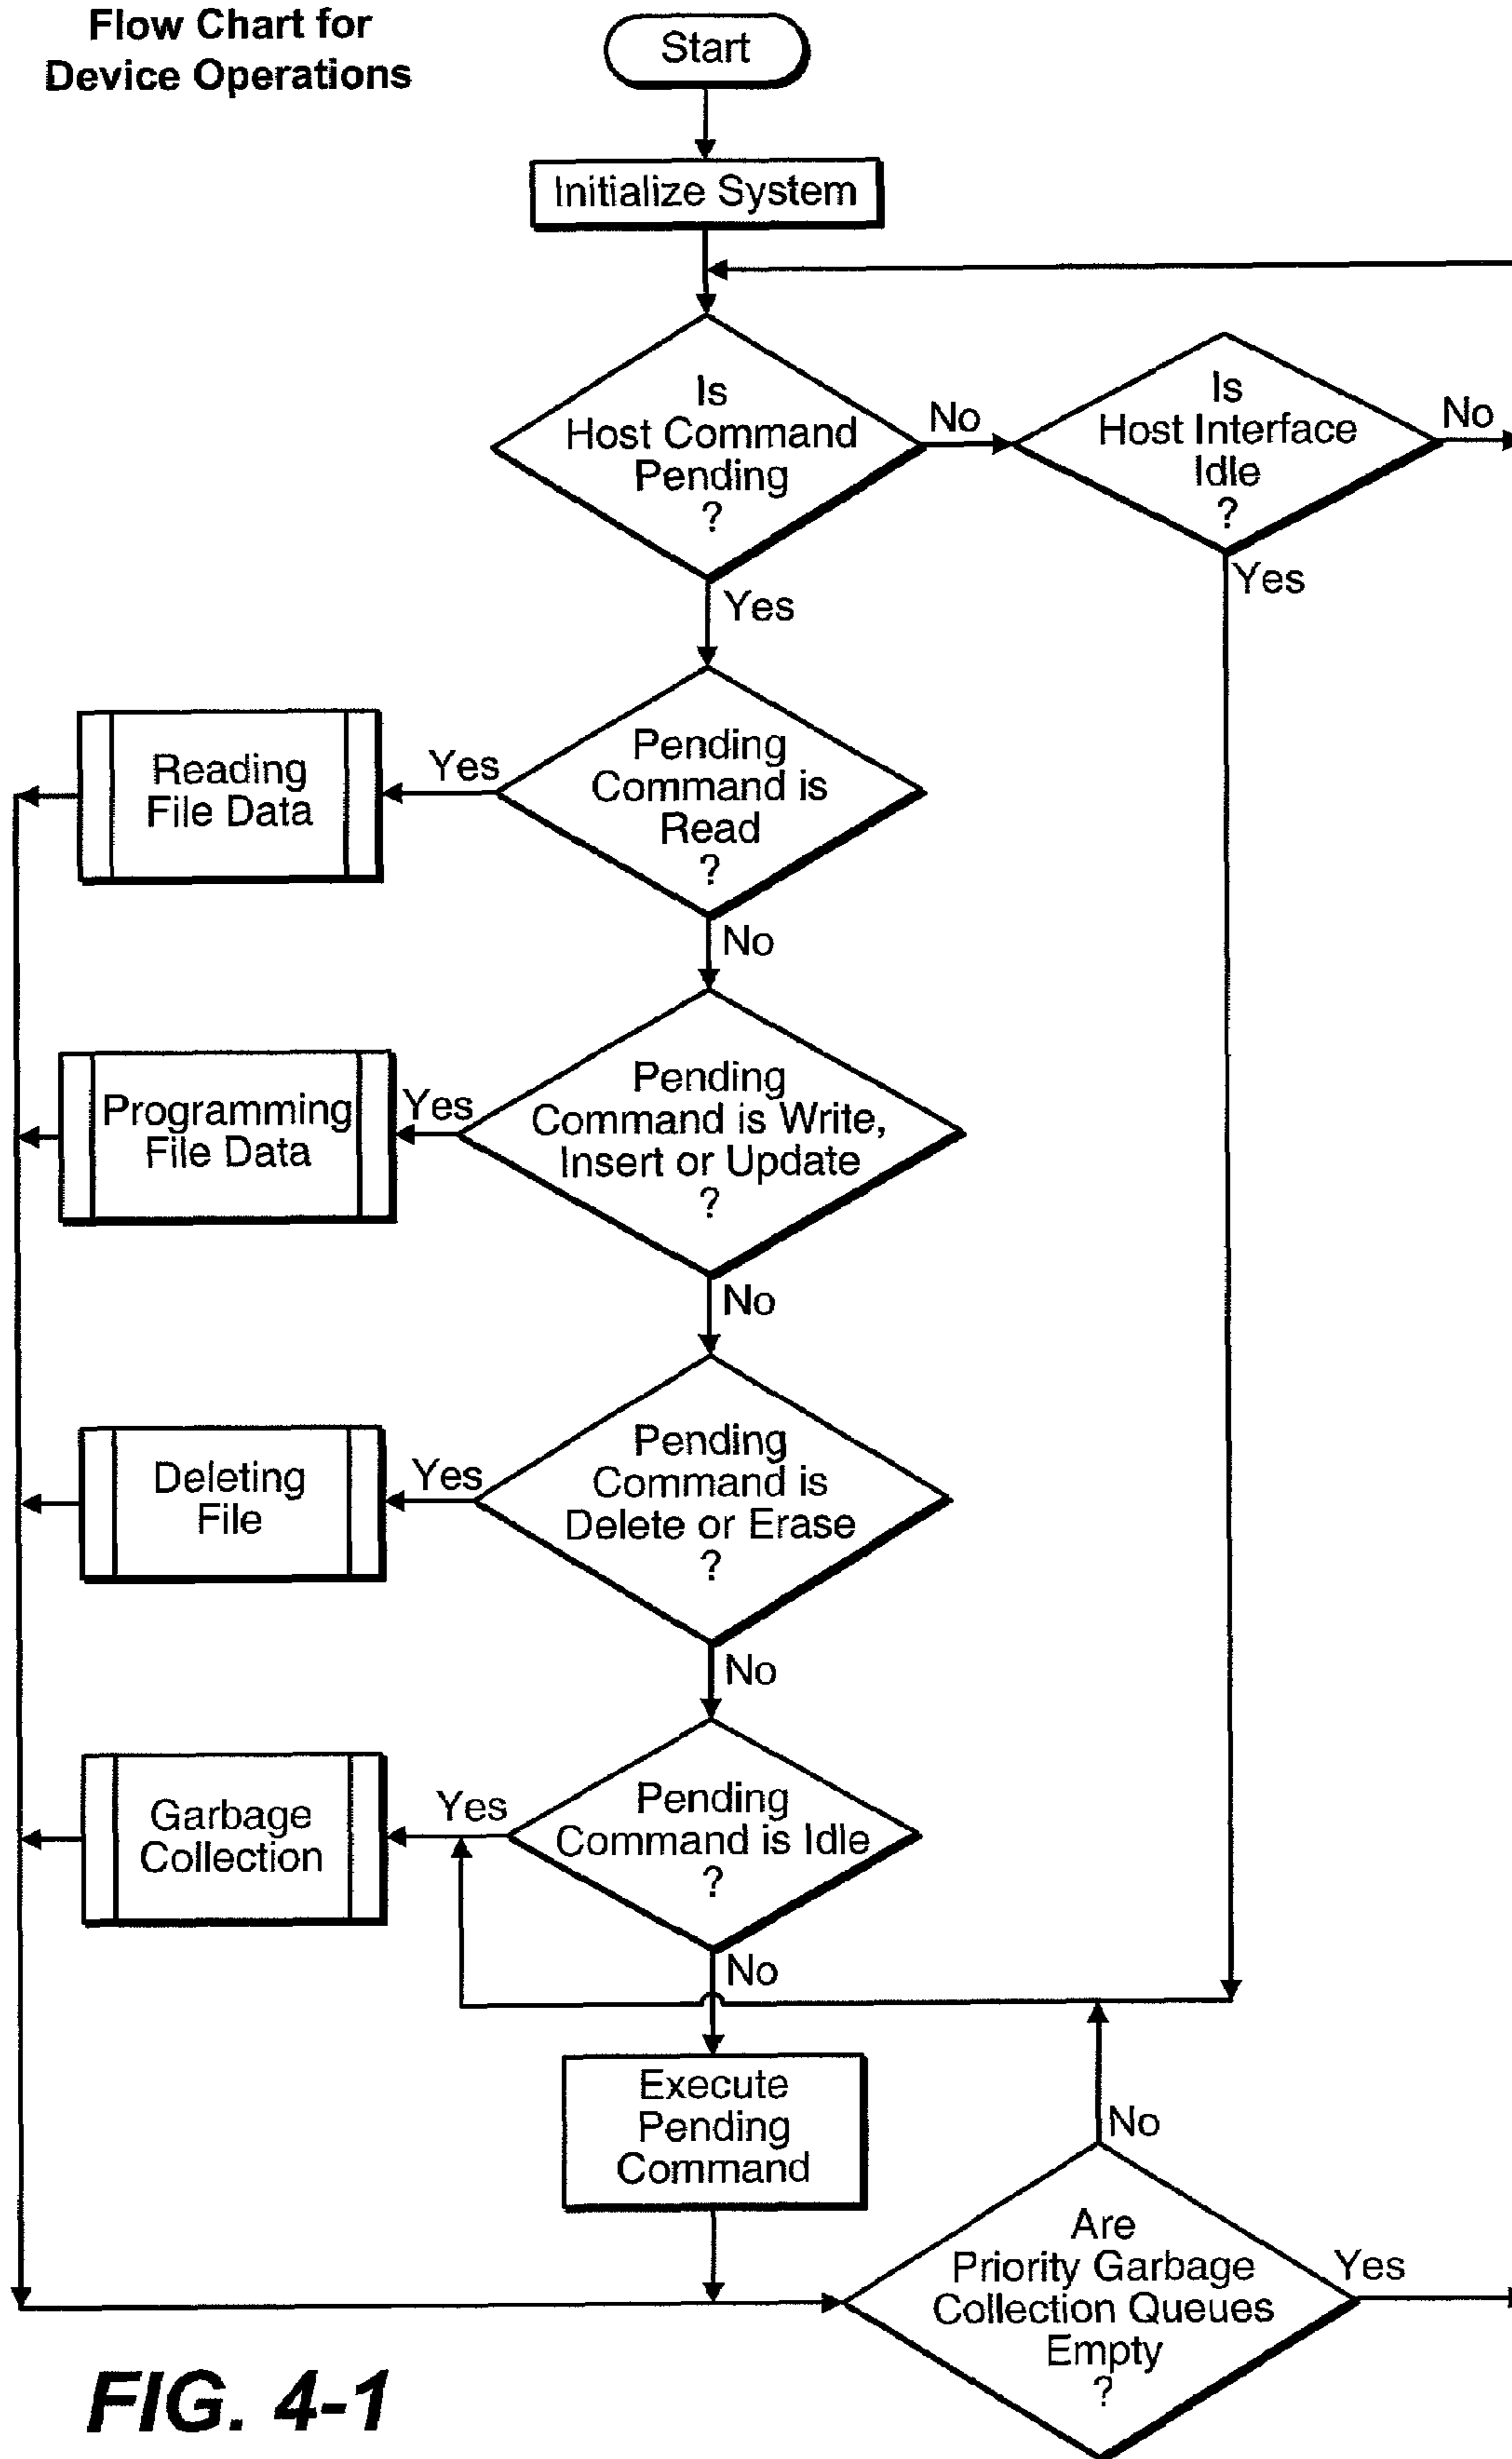 Flow Chart for
Device Operations
Start
Initialize System
Is
Host Command
Pending
?
No
Is
Host Interface
Idle
?
No
Yes
Yes
Pending
Command is
Read
?
Yes
Reading
File Data
No
Pending
Command is Write,
Insert or Update
?
Yes
Programming
File Data
No
Pending
Command is
Delete or Erase
?
Yes
Deleting
File
No
Pending
Command is Idle
?
Yes
Garbage
Collection
No
Execute
Pending
Command
No
Are
Priority Garbage
Collection Queues
Empty
?
Yes
FIG. 4-1